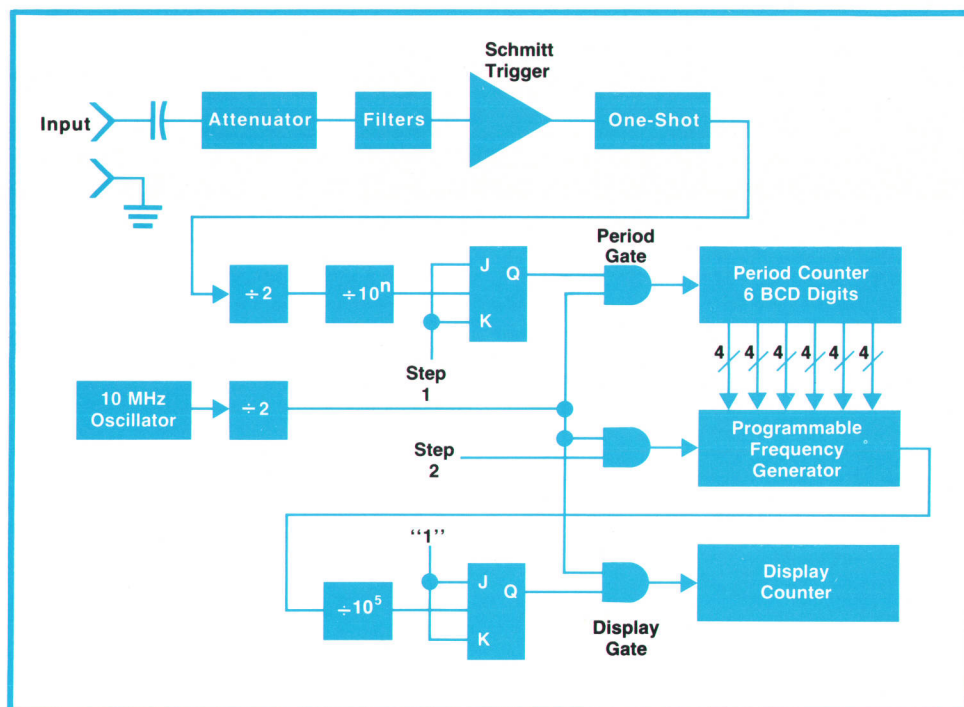 Schmitt
Trigger
Input
Attenuator
Filters
One-Shot
Period
Gate
÷2
÷10ⁿ
J
Q
K
Period Counter
6 BCD Digits
4 4 4 4 4 4
Step
1
10 MHz
Oscillator
÷2
Step
2
Programmable
Frequency
Generator
“1”
÷10⁵
J
Q
K
Display
Counter
Display
Gate